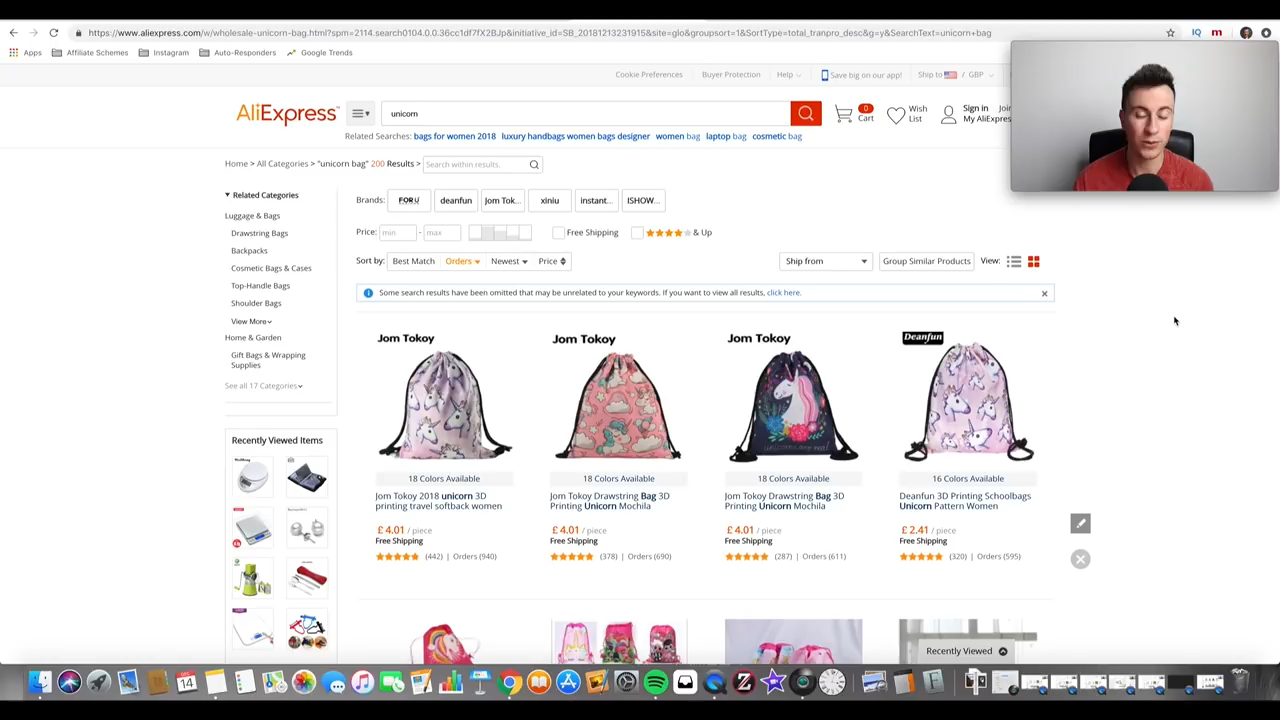 https://www.aliexpress.com/w/wholesale-unicorn-bag.html?spm=2114.search0104.0.0.36cc1df7fX2BJp&initiative_id=SB_20181213231915&site=glo&groupsort=1&SortType=total_tranpro_desc&g=y&SearchText=unicorn+bag
Apps Affiliate Schemes Instagram Auto-Responders Google Trends
Cookie Preferences Buyer Protection Help Save big on our app! Ship to / GBP
AliExpress™ unicorn 0 Cart Wish List Sign in Join My AliExpress
Related Searches: bags for women 2018 luxury handbags women bags designer women bag laptop bag cosmetic bag
Home > All Categories > "unicorn bag" 200 Results > Search within results.
Related Categories
Luggage & Bags
Drawstring Bags
Backpacks
Cosmetic Bags & Cases
Top-Handle Bags
Shoulder Bags
View More
Home & Garden
Gift Bags & Wrapping
Supplies
See all 17 Categories
Recently Viewed Items
Brands: FOR U deanfun Jom Tok... xiniu instant... ISHOW...
Price: min - max Free Shipping & Up
Sort by: Best Match Orders Newest Price Ship from Group Similar Products View:
Some search results have been omitted that may be unrelated to your keywords. If you want to view all results, click here.
Jom Tokoy Jom Tokoy Jom Tokoy Deanfun
18 Colors Available 18 Colors Available 18 Colors Available 16 Colors Available
Jom Tokoy 2018 unicorn 3D Jom Tokoy Drawstring Bag 3D Jom Tokoy Drawstring Bag 3D Deanfun 3D Printing Schoolbags
printing travel softback women Printing Unicorn Mochila Printing Unicorn Mochila Unicorn Pattern Women
£ 4.01 / piece £ 4.01 / piece £ 4.01 / piece £ 2.41 / piece
Free Shipping Free Shipping Free Shipping Free Shipping
(442) | Orders (940) (378) | Orders (690) (287) | Orders (611) (320) | Orders (595)
Recently Viewed
DEC
14